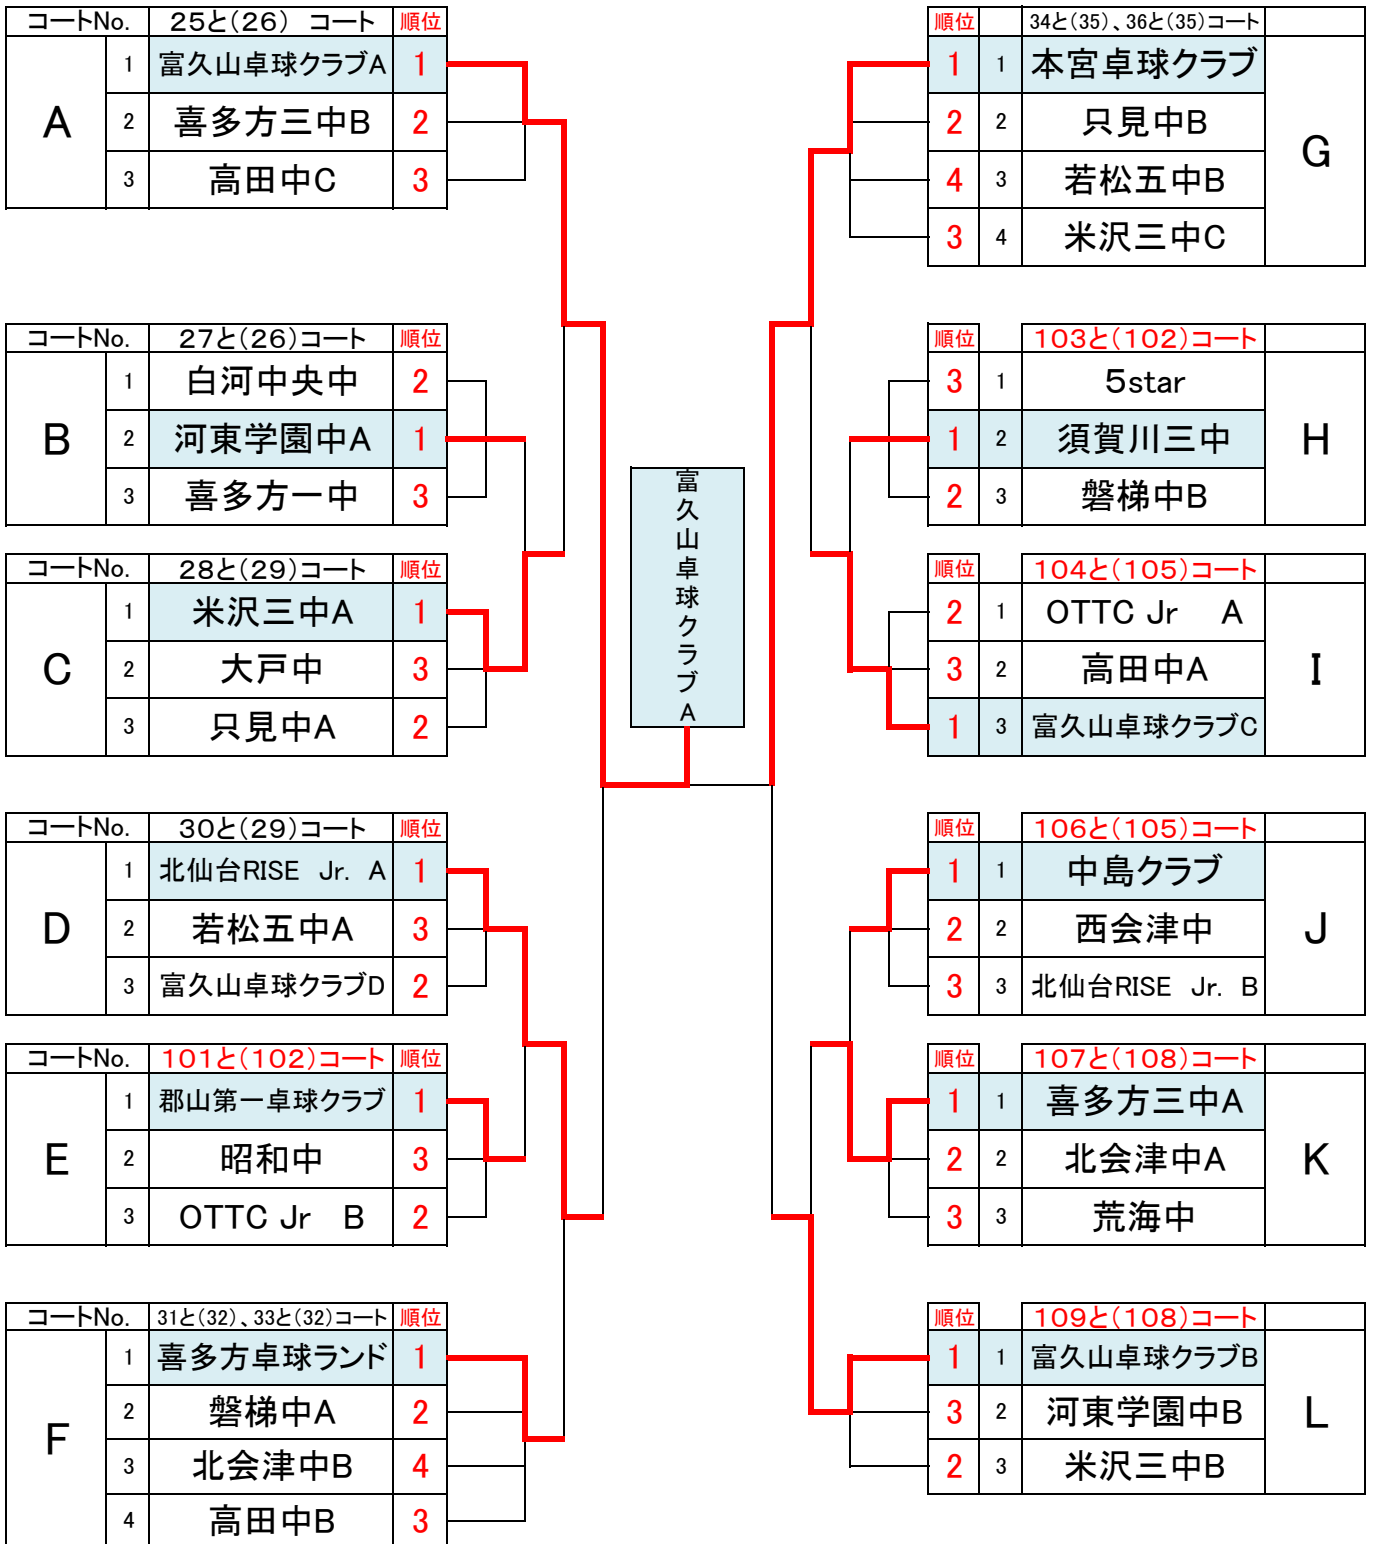 コートNo. 25と(26) コート 順位
A
1 富久山卓球クラブA 1
2 喜多方三中B 2
3 高田中C 3
コートNo. 27と(26)コート 順位
B
1 白河中央中 2
2 河東学園中A 1
3 喜多方一中 3
コートNo. 28と(29)コート 順位
C
1 米沢三中A 1
2 大戸中 3
3 只見中A 2
コートNo. 30と(29)コート 順位
D
1 北仙台RISE Jr. A 1
2 若松五中A 3
3 富久山卓球クラブD 2
コートNo. 101と(102)コート 順位
E
1 郡山第一卓球クラブ 1
2 昭和中 3
3 OTTC Jr B 2
コートNo. 31と(32)、33と(32)コート 順位
F
1 喜多方卓球ランド 1
2 磐梯中A 2
3 北会津中B 4
4 高田中B 3
富久山卓球クラブA
順位 34と(35)、36と(35)コート
1 1 本宮卓球クラブ
2 2 只見中B
4 3 若松五中B
3 4 米沢三中C
G
順位 103と(102)コート
3 1 5star
1 2 須賀川三中
2 3 磐梯中B
H
順位 104と(105)コート
2 1 OTTC Jr A
3 2 高田中A
1 3 富久山卓球クラブC
I
順位 106と(105)コート
1 1 中島クラブ
2 2 西会津中
3 3 北仙台RISE Jr. B
J
順位 107と(108)コート
1 1 喜多方三中A
2 2 北会津中A
3 3 荒海中
K
順位 109と(108)コート
1 1 富久山卓球クラブB
3 2 河東学園中B
2 3 米沢三中B
L